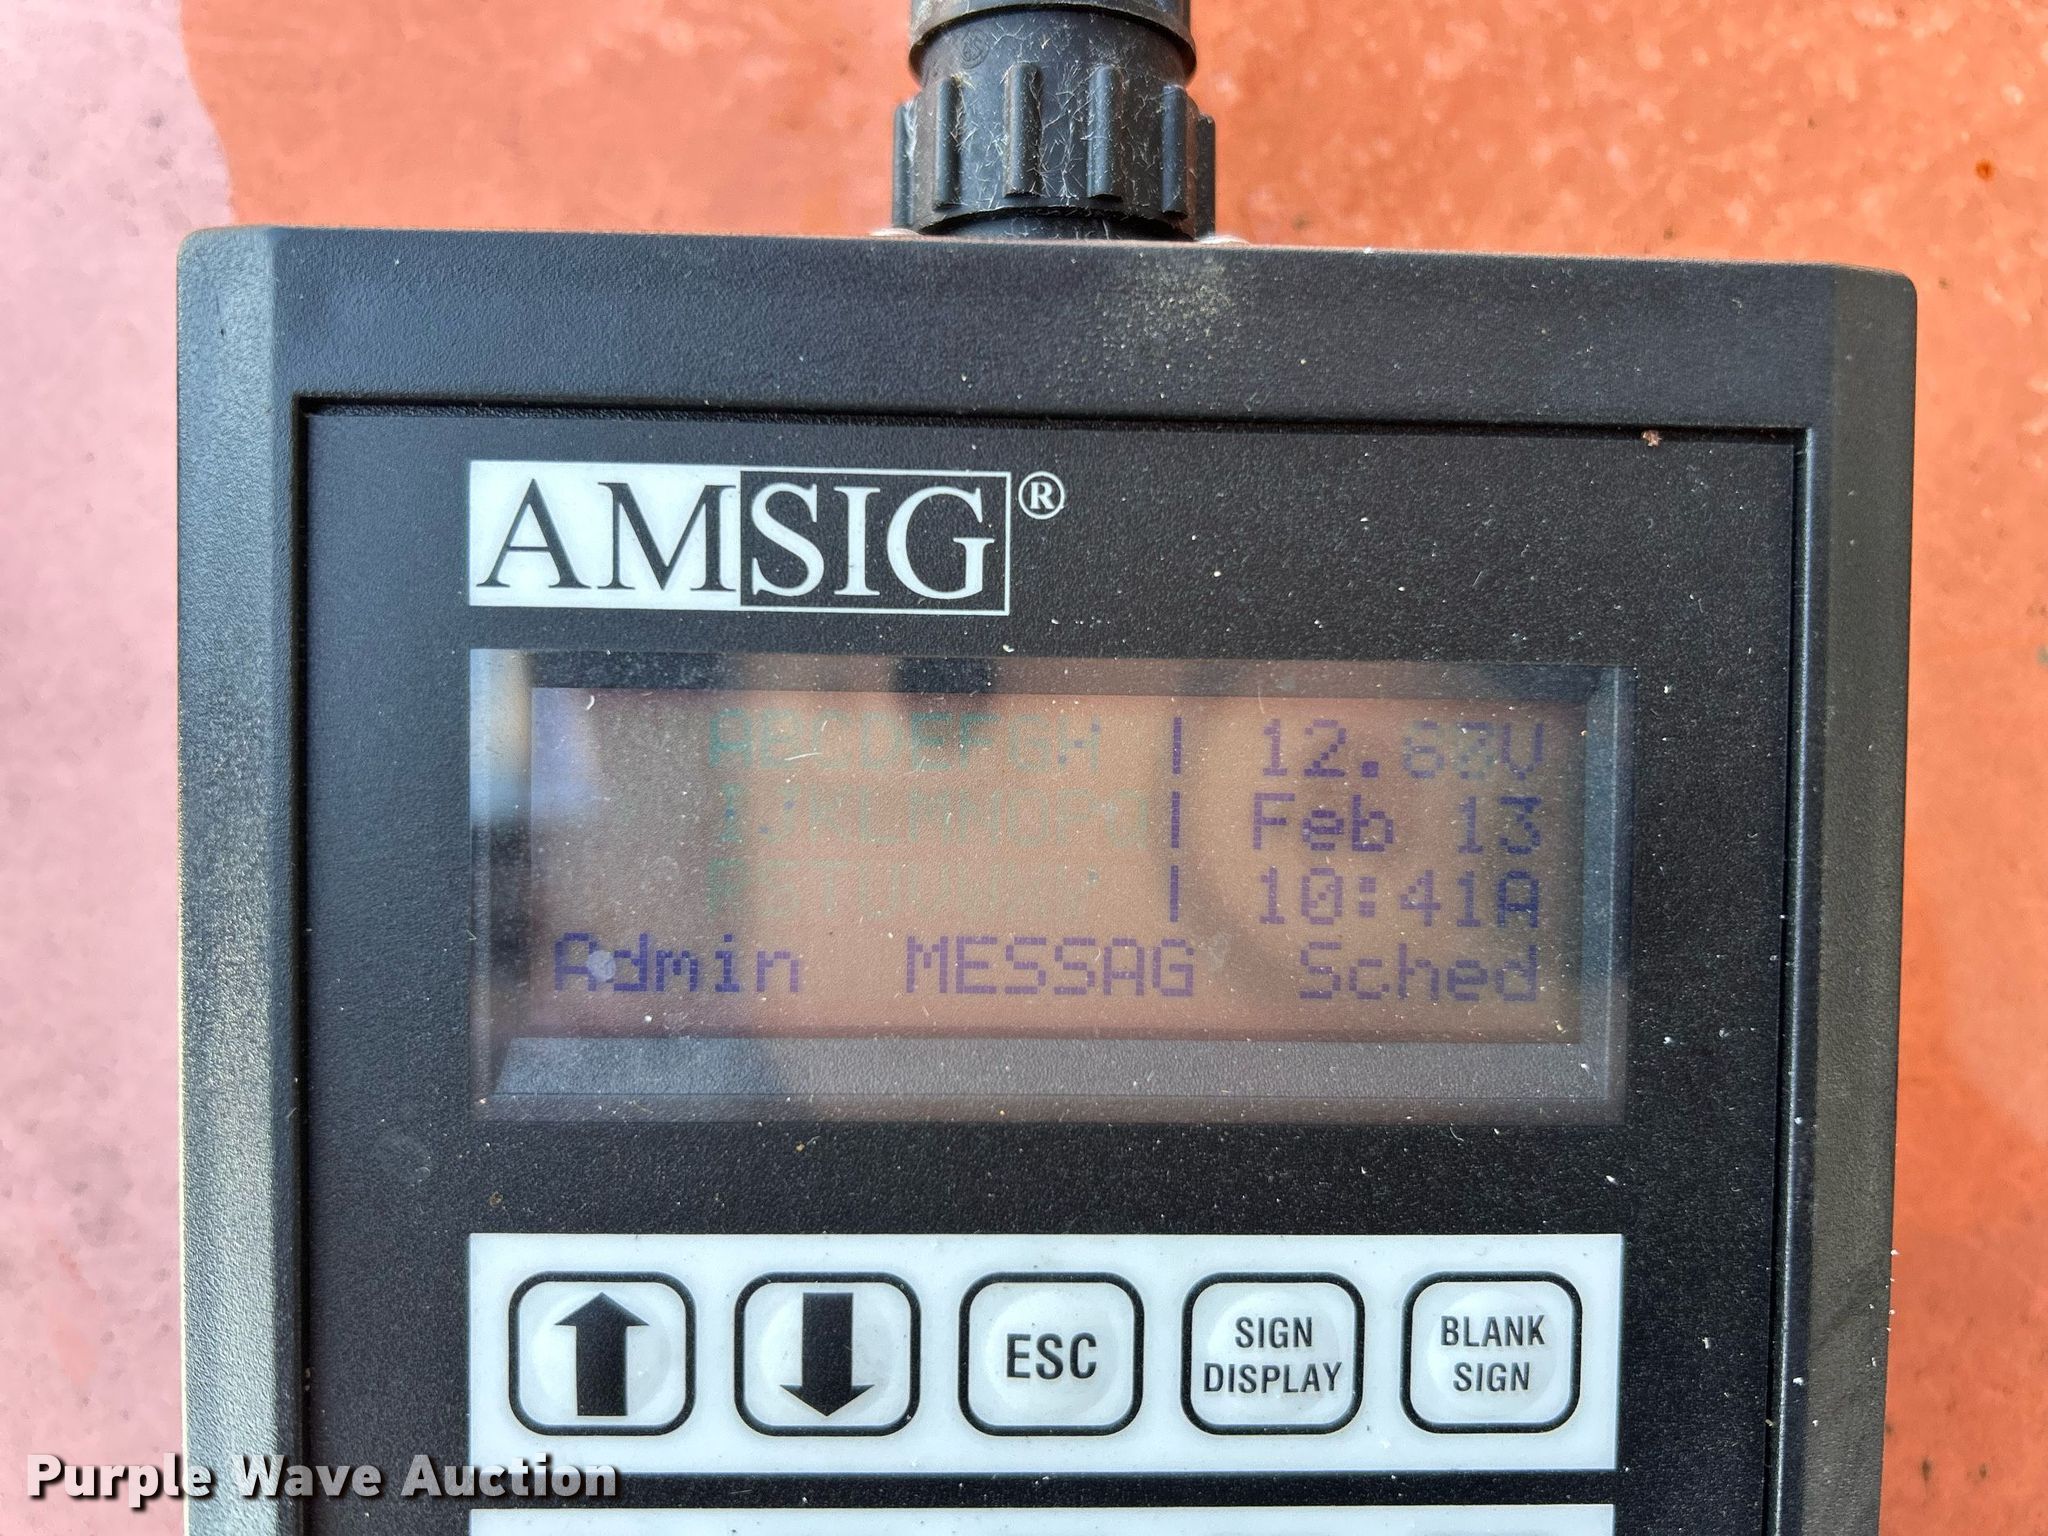 AMSIG®
ABCDEFGH | 12.60V
IJKLMNOPQ | Feb 13
| 10:41A
Admin MESSAG Sched
ESC
SIGN DISPLAY
BLANK SIGN
Purple Wave Auction